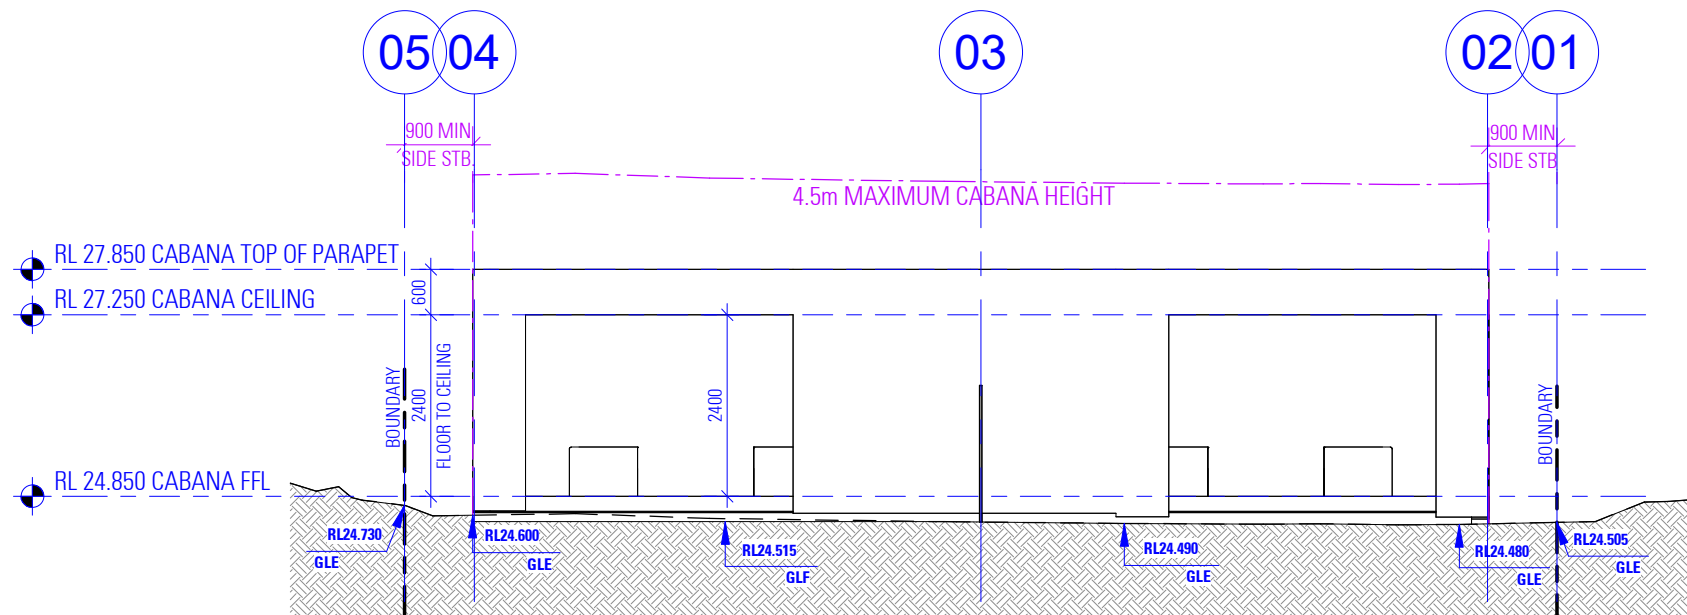 05 04 03 02 01
900 MIN
SIDE STB.
900 MIN
SIDE STB
4.5m MAXIMUM CABANA HEIGHT
RL 27.850 CABANA TOP OF PARAPET
600
RL 27.250 CABANA CEILING
BOUNDARY
2400
FLOOR TO CEILING
2400
BOUNDARY
RL 24.850 CABANA FFL
RL24.730
GLE
RL24.600
GLE
RL24.515
GLF
RL24.490
GLE
RL24.480
GLE
RL24.505
GLE